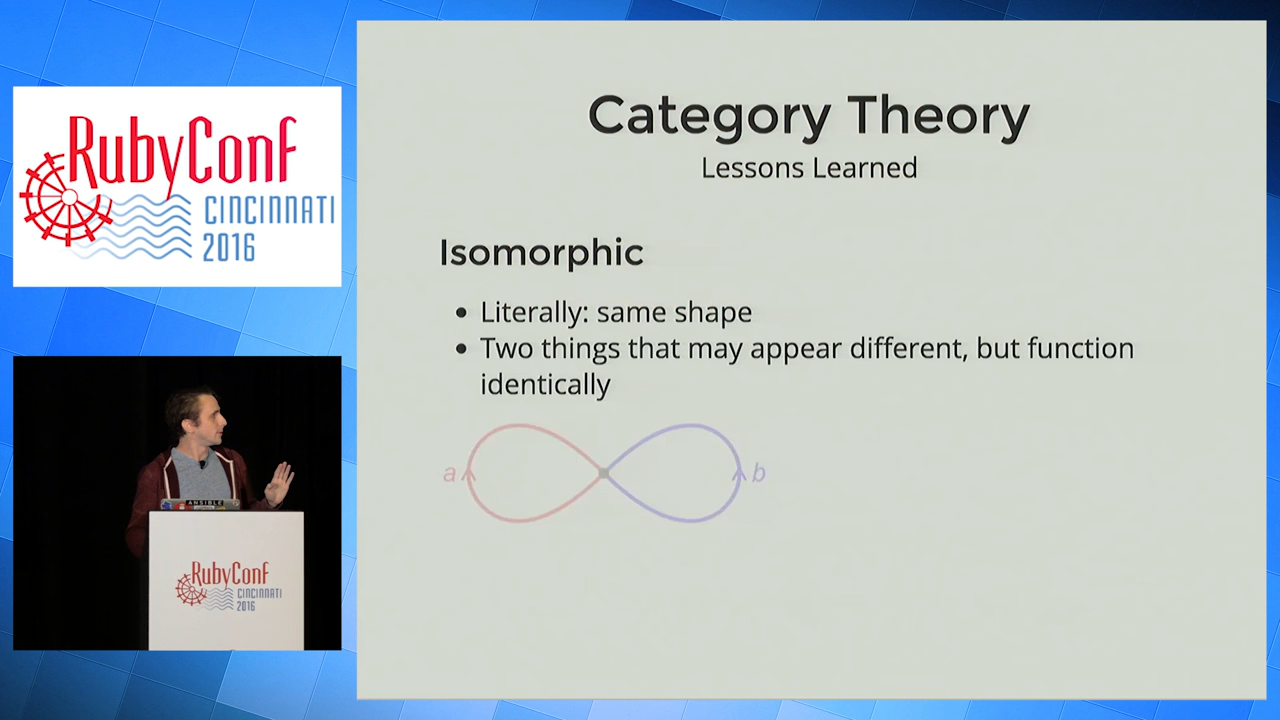 RubyConf
CINCINNATI
2016
Category Theory
Lessons Learned
Isomorphic
• Literally: same shape
• Two things that may appear different, but function
identically
a
b
ANSIBLE
RubyConf
CINCINNATI
2016